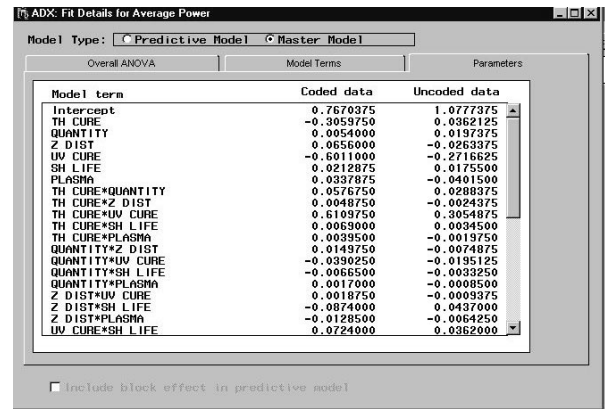 ADX: Fit Details for Average Power
Model Type: Predictive Model Master Model
Overall ANOVA Model Terms Parameters
Model term Coded data Uncoded data
Intercept 0.7670375 1.0777375
TH CURE -0.3059750 0.0362125
QUANTITY 0.0054000 0.0197375
Z DIST 0.0656000 -0.0263375
UV CURE -0.6011000 -0.2716625
SH LIFE 0.0212875 0.0175500
PLASMA 0.0337875 -0.0401500
TH CURE*QUANTITY 0.0576750 0.0288375
TH CURE*Z DIST 0.0048750 -0.0024375
TH CURE*UV CURE 0.6109750 0.3054875
TH CURE*SH LIFE 0.0069000 0.0034500
TH CURE*PLASMA 0.0039500 -0.0019750
QUANTITY*Z DIST 0.0149750 -0.0074875
QUANTITY*UV CURE -0.0390250 -0.0195125
QUANTITY*SH LIFE -0.0066500 -0.0033250
QUANTITY*PLASMA 0.0017000 -0.0008500
Z DIST*UV CURE 0.0018750 -0.0009375
Z DIST*SH LIFE -0.0874000 0.0437000
Z DIST*PLASMA -0.0128500 -0.0064250
UV CURE*SH LIFE 0.0724000 0.0362000
Include block effect in predictive model